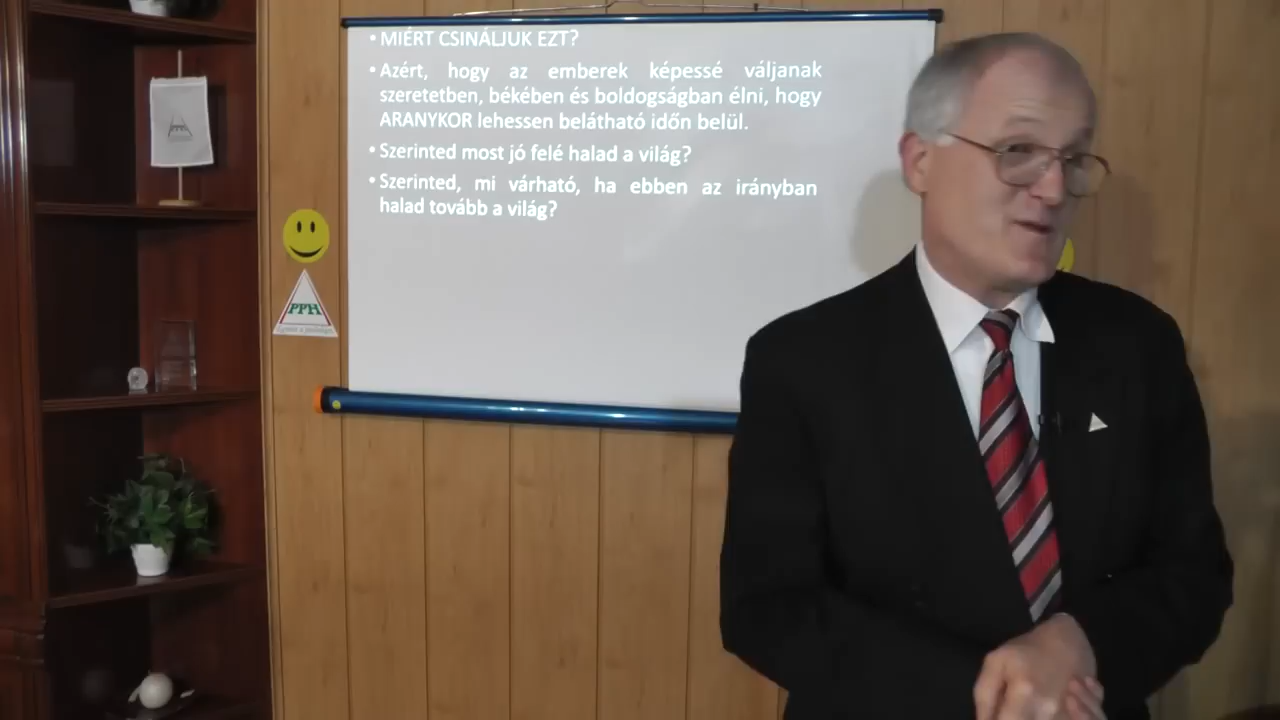 • MIÉRT CSINÁLJUK EZT?
• Azért, hogy az emberek képessé váljanak
szeretetben, békében és boldogságban élni, hogy
ARANYKOR lehessen belátható időn belül.
• Szerinted most jó felé halad a világ?
• Szerinted, mi várható, ha ebben az irányban
halad tovább a világ?
PPH